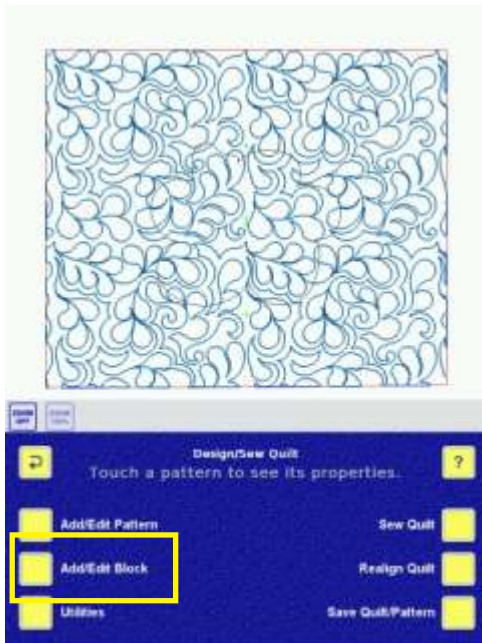 Design/Sew Quilt
Touch a pattern to see its properties.
?
Add/Edit Pattern
Sew Quilt
Add/Edit Block
Realign Quilt
Utilities
Save Quilt/Pattern